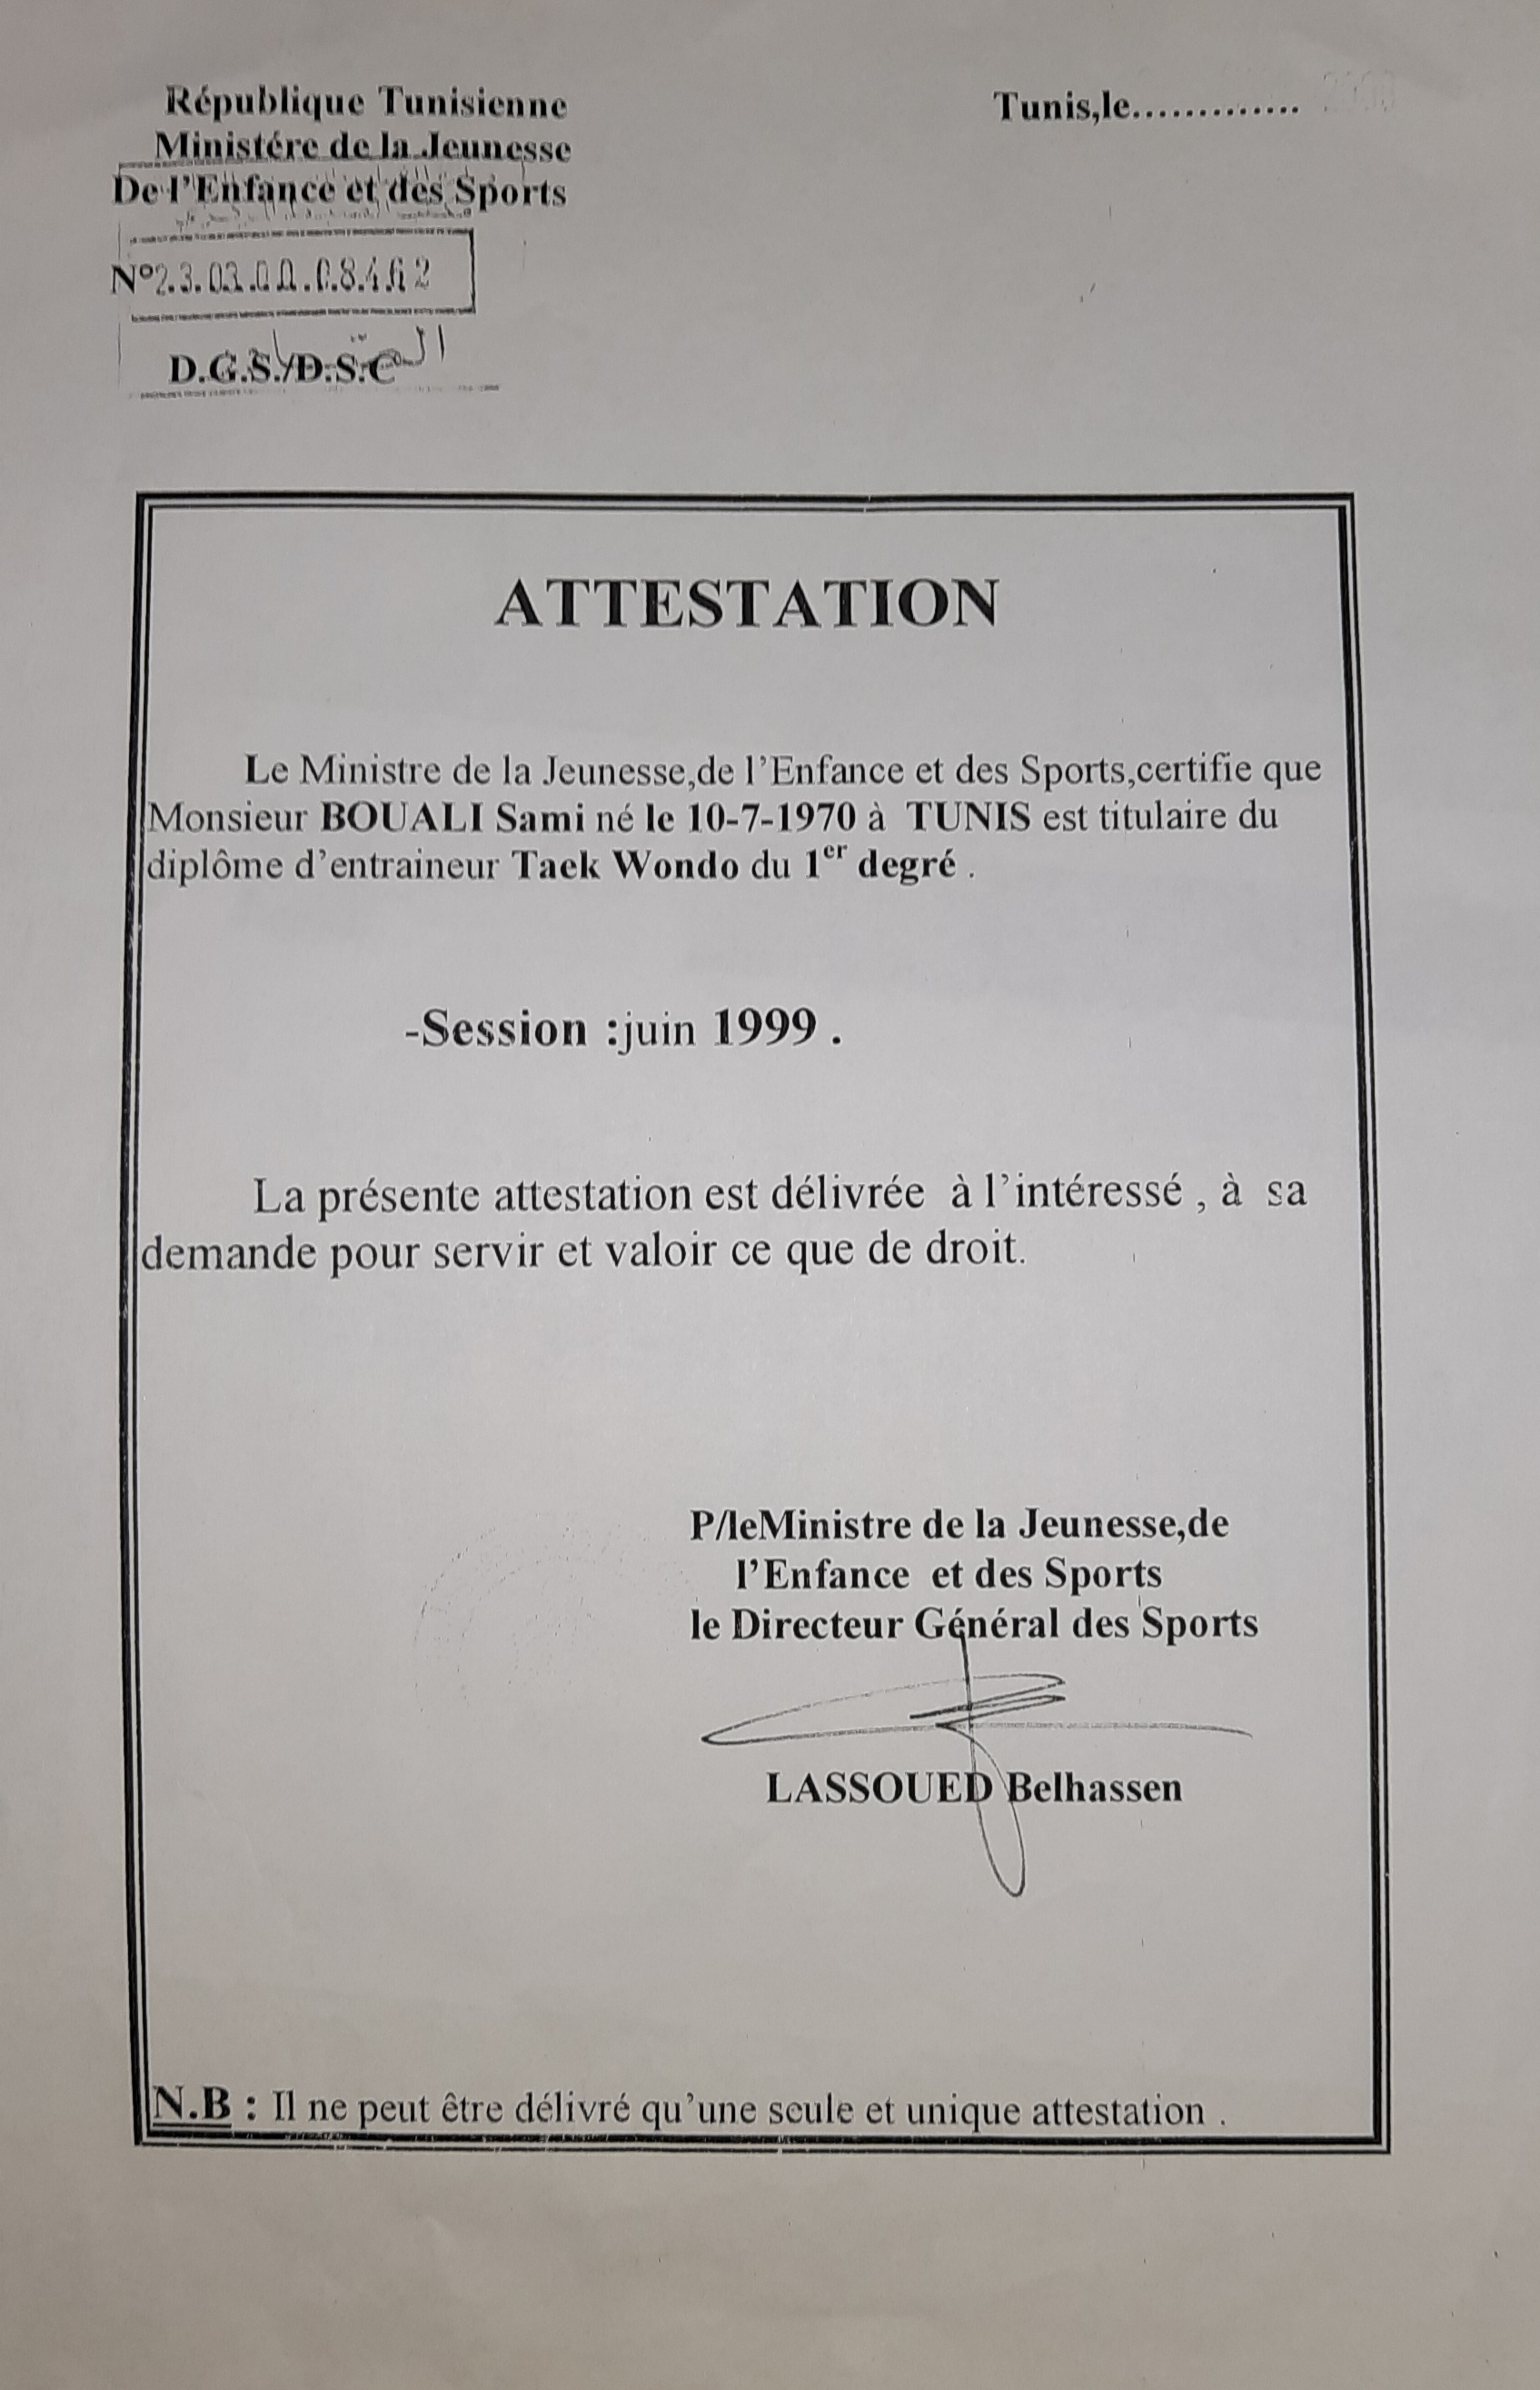 République Tunisienne
Ministére de la Jeunesse
De l'Enfance et des Sports
Tunis,le............. 2000
N°2.3.03.00.08462
D.G.S./D.S.C
ATTESTATION
Le Ministre de la Jeunesse,de l'Enfance et des Sports,certifie que
Monsieur BOUALI Sami né le 10-7-1970 à TUNIS est titulaire du
diplôme d'entraineur Taek Wondo du 1er degré .
-Session :juin 1999 .
La présente attestation est délivrée à l'intéressé , à sa
demande pour servir et valoir ce que de droit.
P/leMinistre de la Jeunesse,de
l'Enfance et des Sports
le Directeur Général des Sports
LASSOUED Belhassen
N.B : Il ne peut être délivré qu'une seule et unique attestation .